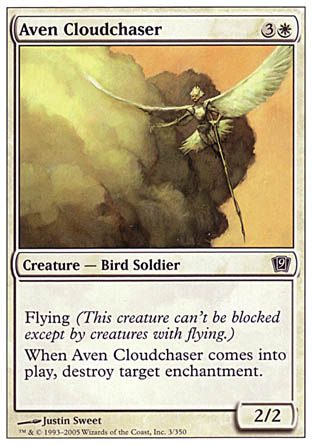 Aven Cloudchaser 3
Creature — Bird Soldier 9
Flying (This creature can't be blocked
except by creatures with flying.)
When Aven Cloudchaser comes into
play, destroy target enchantment.
Justin Sweet
™ & © 1993–2005 Wizards of the Coast, Inc. 3/350
2/2